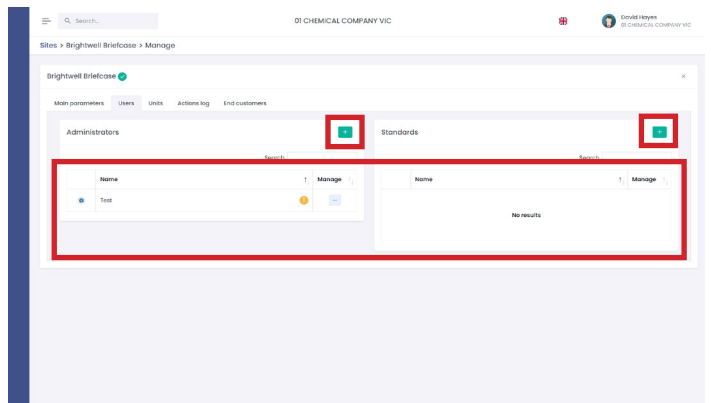 Search...
01 CHEMICAL COMPANY VIC
David Hayes
01 CHEMICAL COMPANY VIC
Sites > Brightwell Briefcase > Manage
Brightwell Briefcase
Main parameters Users Units Actions log End customers
Administrators
+
Standards
+
Search
Search
Name Manage
Name Manage
Test
No results